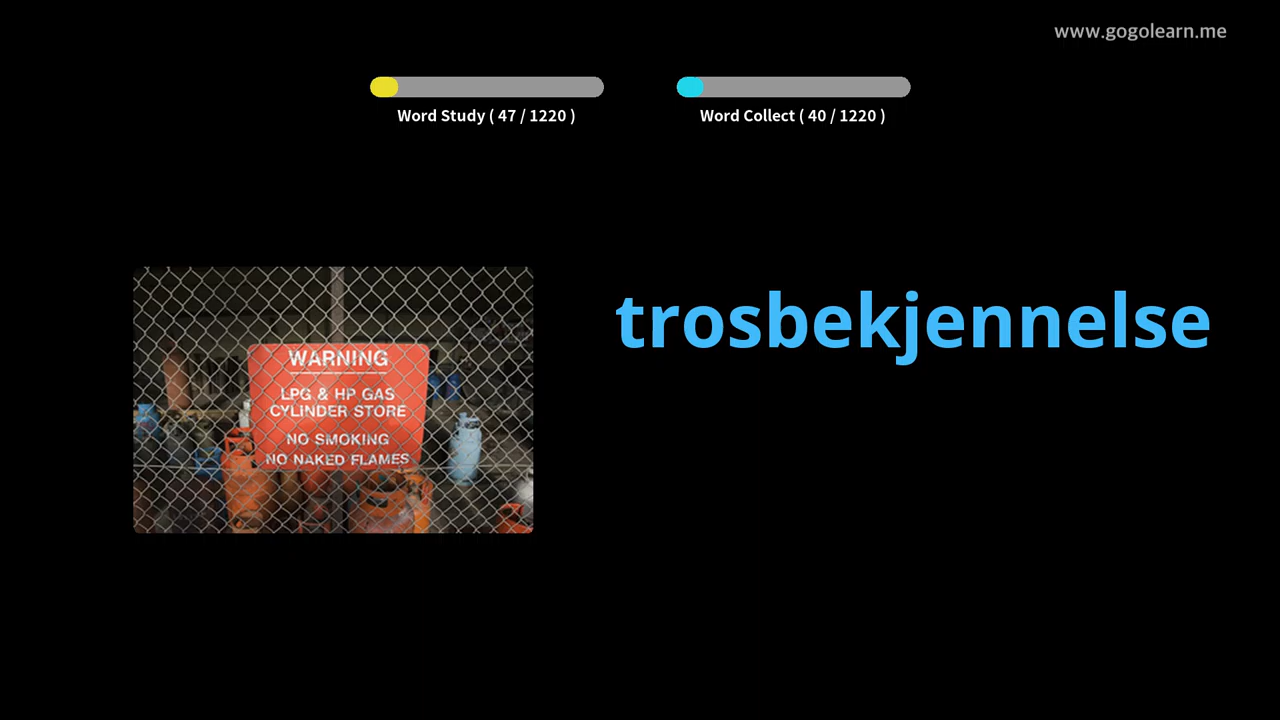 www.gogolearn.me
Word Study ( 47 / 1220 )
Word Collect ( 40 / 1220 )
trosbekjennelse
WARNING
LPG & HP GAS
CYLINDER STORE
NO SMOKING
NO NAKED FLAMES